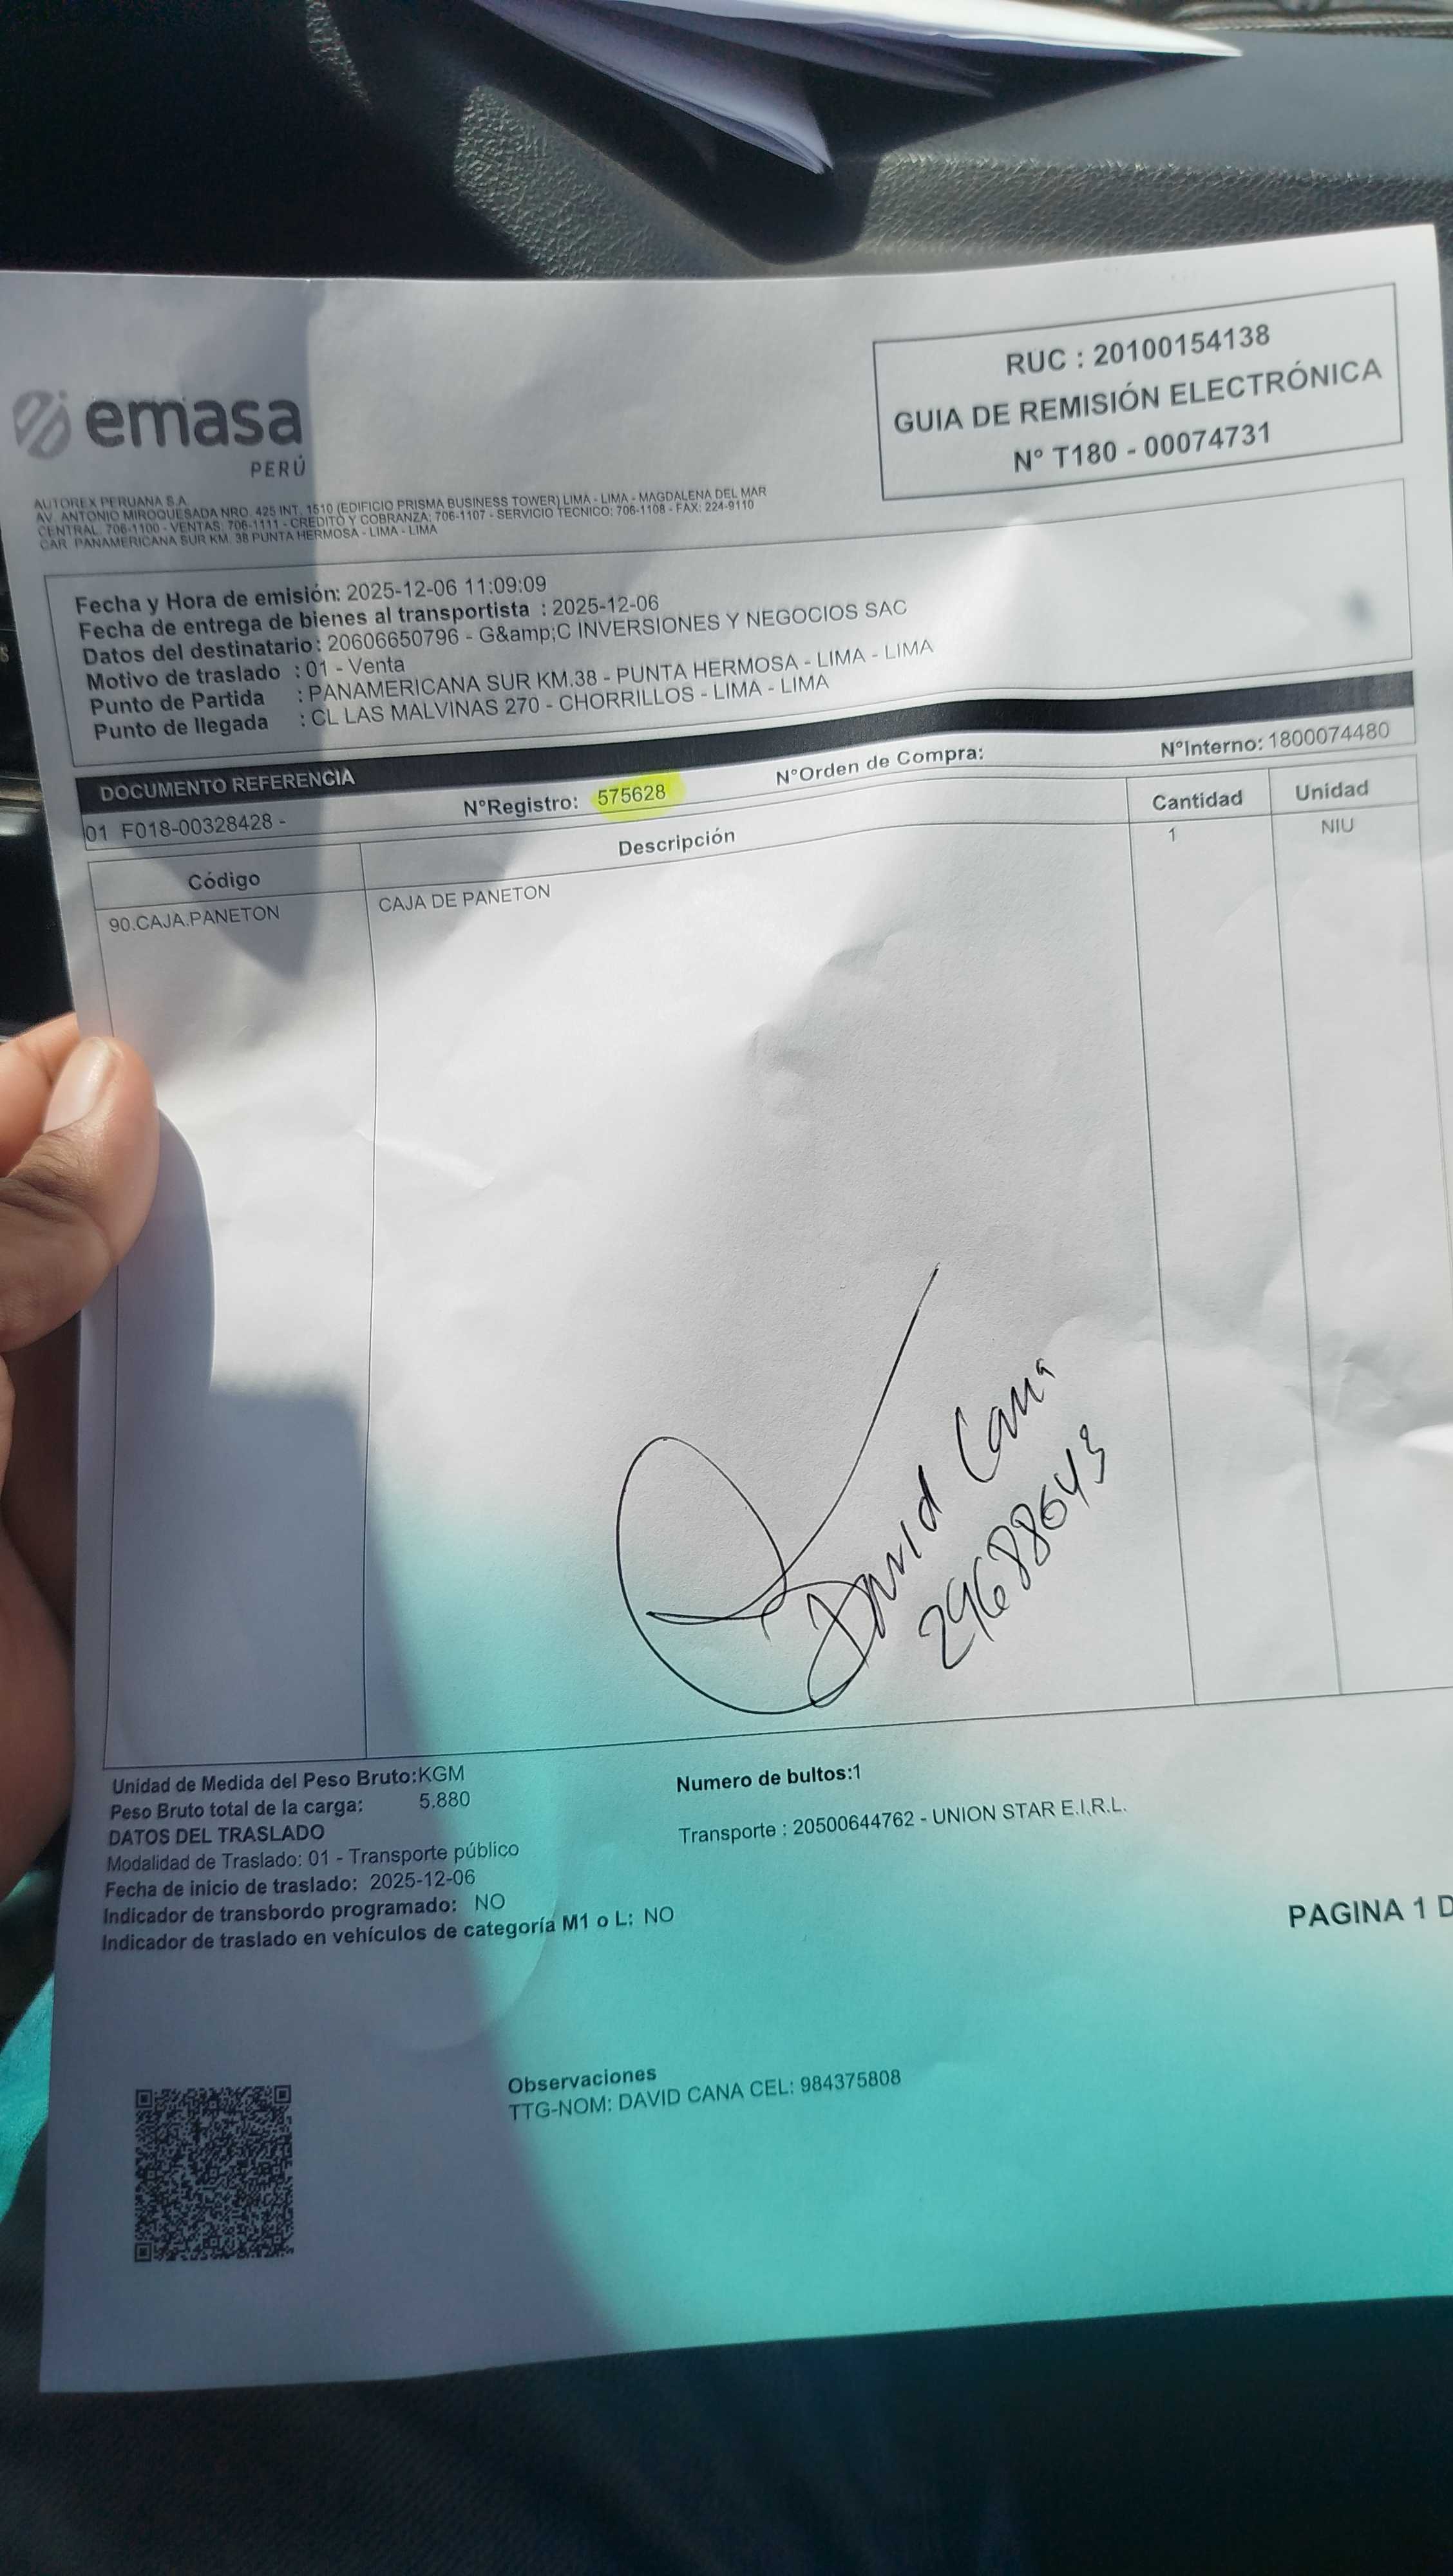 emasa
PERÚ
RUC : 20100154138
GUIA DE REMISIÓN ELECTRÓNICA
N° T180 - 00074731
AUTOREX PERUANA S.A.
AV. ANTONIO MIROQUESADA NRO. 425 INT. 1510 (EDIFICIO PRISMA BUSINESS TOWER) LIMA - LIMA - MAGDALENA DEL MAR
CENTRAL: 706-1100 - VENTAS: 706-1111 - CREDITO Y COBRANZA: 706-1107 - SERVICIO TECNICO: 706-1108 - FAX: 224-9110
CAR. PANAMERICANA SUR KM. 38 PUNTA HERMOSA - LIMA - LIMA
Fecha y Hora de emisión: 2025-12-06 11:09:09
Fecha de entrega de bienes al transportista : 2025-12-06
Datos del destinatario : 20606650796 - G&amp;C INVERSIONES Y NEGOCIOS SAC
Motivo de traslado : 01 - Venta
Punto de Partida : PANAMERICANA SUR KM.38 - PUNTA HERMOSA - LIMA - LIMA
Punto de llegada : CL LAS MALVINAS 270 - CHORRILLOS - LIMA - LIMA
DOCUMENTO REFERENCIA
01 F018-00328428 - N°Registro: 575628 N°Orden de Compra: N°Interno: 1800074480
Código Descripción Cantidad Unidad
90.CAJA.PANETON CAJA DE PANETON 1 NIU
David Cana
29688643
Unidad de Medida del Peso Bruto:KGM Numero de bultos:1
Peso Bruto total de la carga: 5.880
DATOS DEL TRASLADO Transporte : 20500644762 - UNION STAR E.I.R.L.
Modalidad de Traslado: 01 - Transporte público
Fecha de inicio de traslado: 2025-12-06
Indicador de transbordo programado: NO
Indicador de traslado en vehículos de categoría M1 o L: NO
PAGINA 1 D
Observaciones
TTG-NOM: DAVID CANA CEL: 984375808